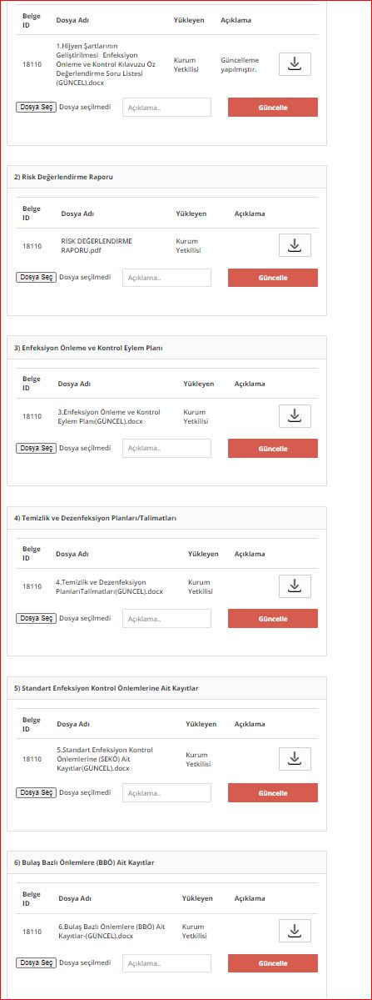 Belge ID Dosya Adı Yükleyen Açıklama
18110
1.Hijyen Şartlarının
Geliştirilmesi_ Enfeksiyon
Önleme ve Kontrol Kılavuzu Öz
Değerlendirme Soru Listesi
(GÜNCEL).docx
Kurum
Yetkilisi
Güncelleme
yapılmıştır.
Dosya Seç Dosya seçilmedi Açıklama.. Güncelle
2) Risk Değerlendirme Raporu
Belge ID Dosya Adı Yükleyen Açıklama
18110
RİSK DEĞERLENDİRME
RAPORU.pdf
Kurum
Yetkilisi
Dosya Seç Dosya seçilmedi Açıklama.. Güncelle
3) Enfeksiyon Önleme ve Kontrol Eylem Planı
Belge ID Dosya Adı Yükleyen Açıklama
18110
3.Enfeksiyon Önleme ve Kontrol
Eylem Planı(GÜNCEL).docx
Kurum
Yetkilisi
Dosya Seç Dosya seçilmedi Açıklama.. Güncelle
4) Temizlik ve Dezenfeksiyon Planları/Talimatları
Belge ID Dosya Adı Yükleyen Açıklama
18110
4.Temizlik ve Dezenfeksiyon
PlanlarıTalimatları(GÜNCEL).docx
Kurum
Yetkilisi
Dosya Seç Dosya seçilmedi Açıklama.. Güncelle
5) Standart Enfeksiyon Kontrol Önlemlerine Ait Kayıtlar
Belge ID Dosya Adı Yükleyen Açıklama
18110
5.Standart Enfeksiyon Kontrol
Önlemlerine (SEKÖ) Ait
Kayıtlar(GÜNCEL).docx
Kurum
Yetkilisi
Dosya Seç Dosya seçilmedi Açıklama.. Güncelle
6) Bulaş Bazlı Önlemlere (BBÖ) Ait Kayıtlar
Belge ID Dosya Adı Yükleyen Açıklama
18110
6.Bulaş Bazlı Önlemlere (BBÖ) Ait
Kayıtlar-(GÜNCEL).docx
Kurum
Yetkilisi
Dosya Seç Dosya seçilmedi Açıklama.. Güncelle